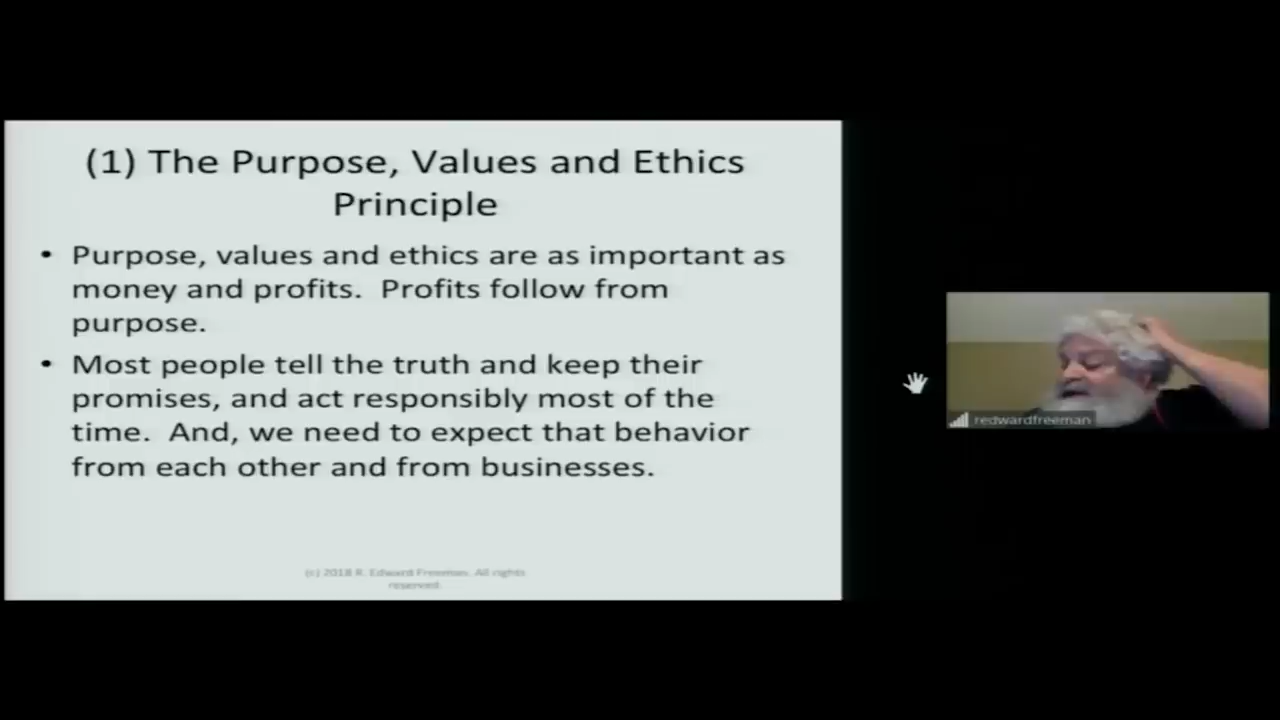 (1) The Purpose, Values and Ethics
Principle
• Purpose, values and ethics are as important as
money and profits.  Profits follow from
purpose.
• Most people tell the truth and keep their
promises, and act responsibly most of the
time.  And, we need to expect that behavior
from each other and from businesses.
(c) 2018 R. Edward Freeman. All rights
reserved.
redwardfreeman